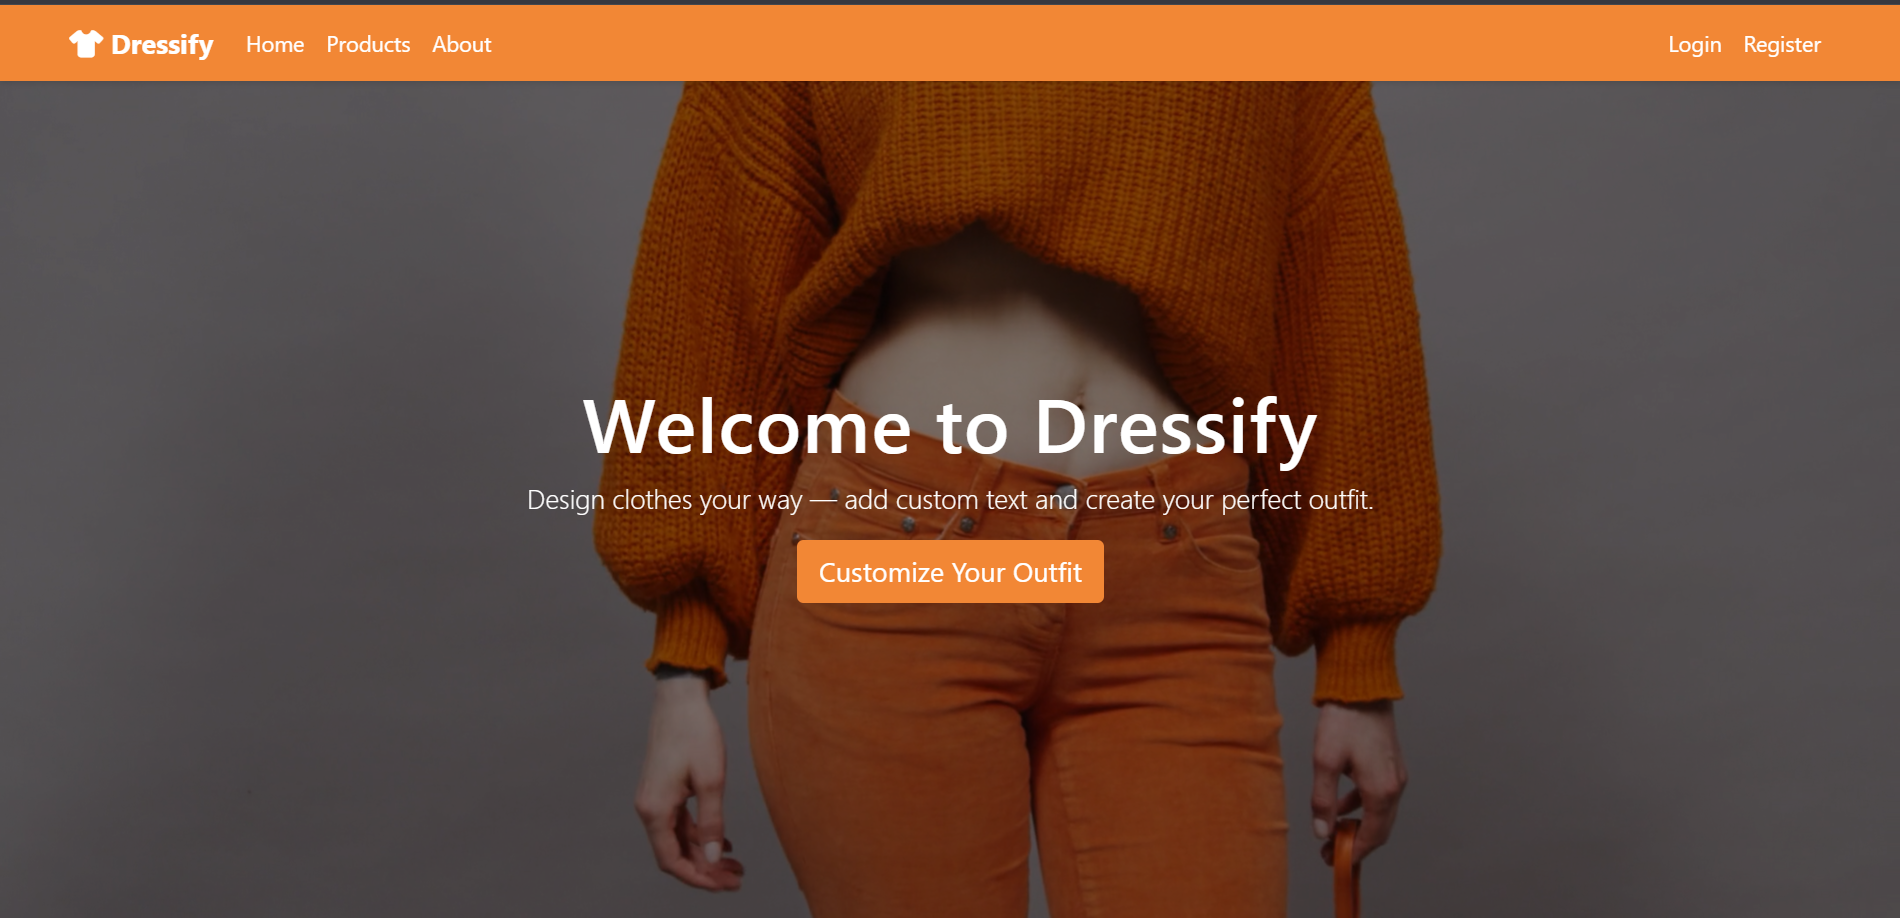 Dressify Home Products About Login Register
Welcome to Dressify
Design clothes your way — add custom text and create your perfect outfit.
Customize Your Outfit